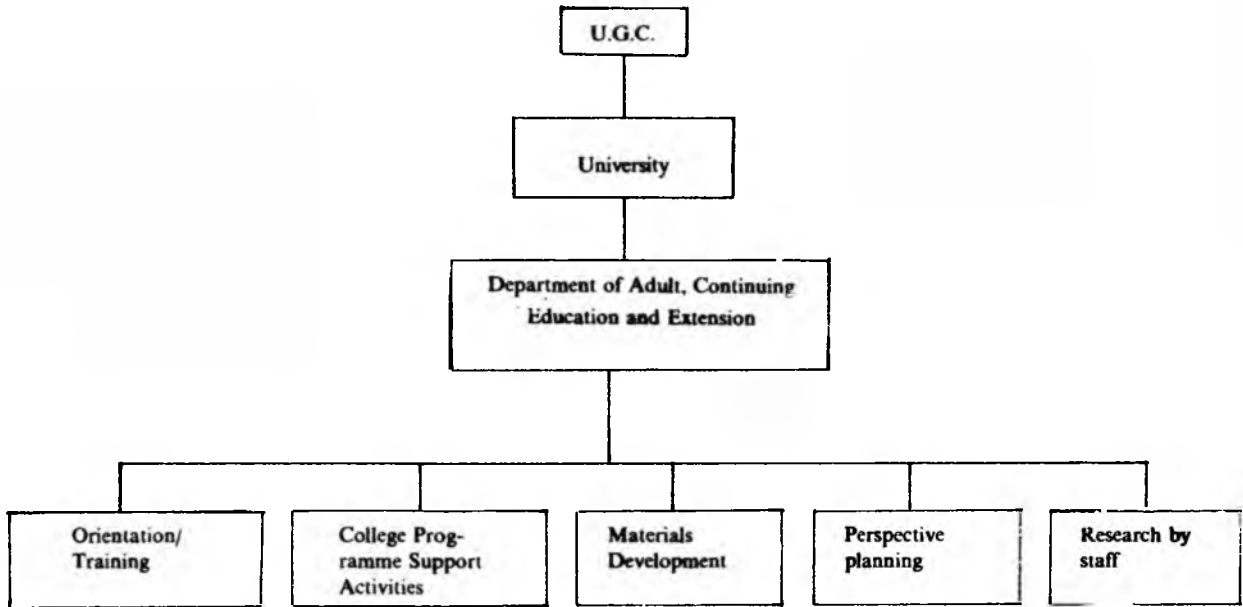 U.G.C.
University
Department of Adult, Continuing
Education and Extension
Orientation/
Training
College Prog-
ramme Support
Activities
Materials
Development
Perspective
planning
Research by
staff